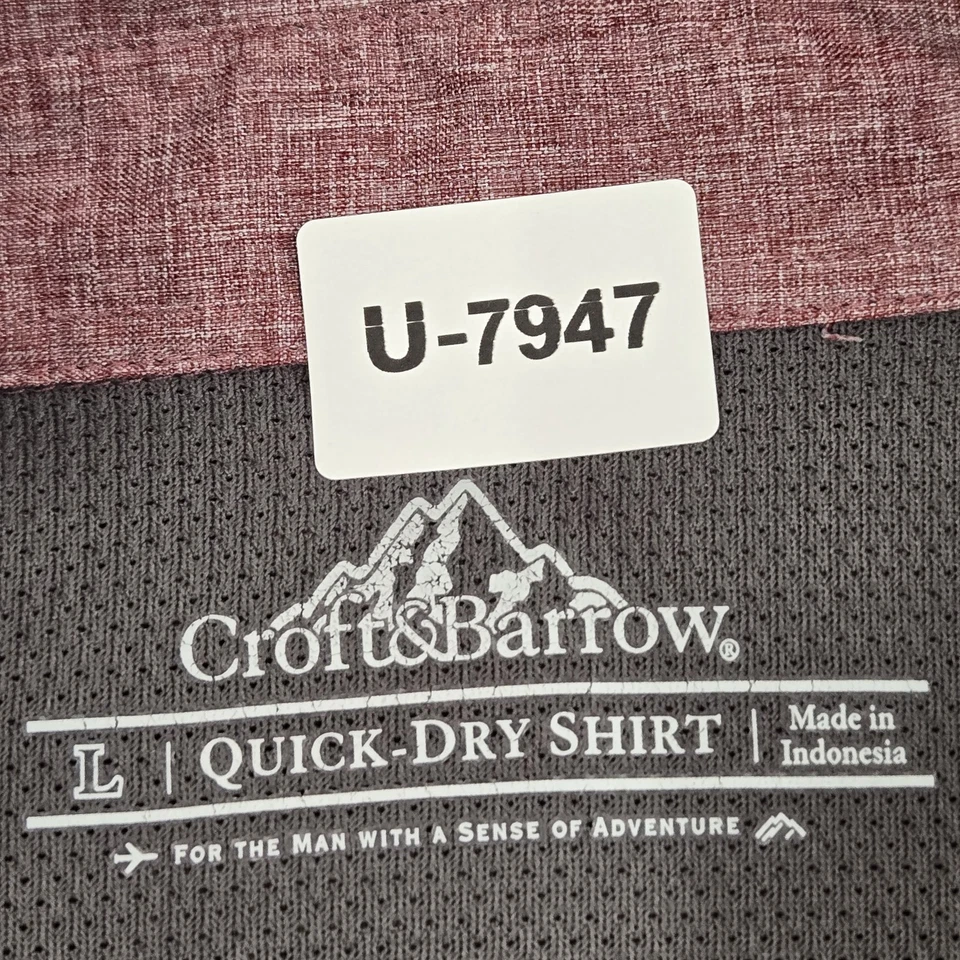 U-7947
Croft&Barrow®
L | QUICK-DRY SHIRT | Made in Indonesia
FOR THE MAN WITH A SENSE OF ADVENTURE